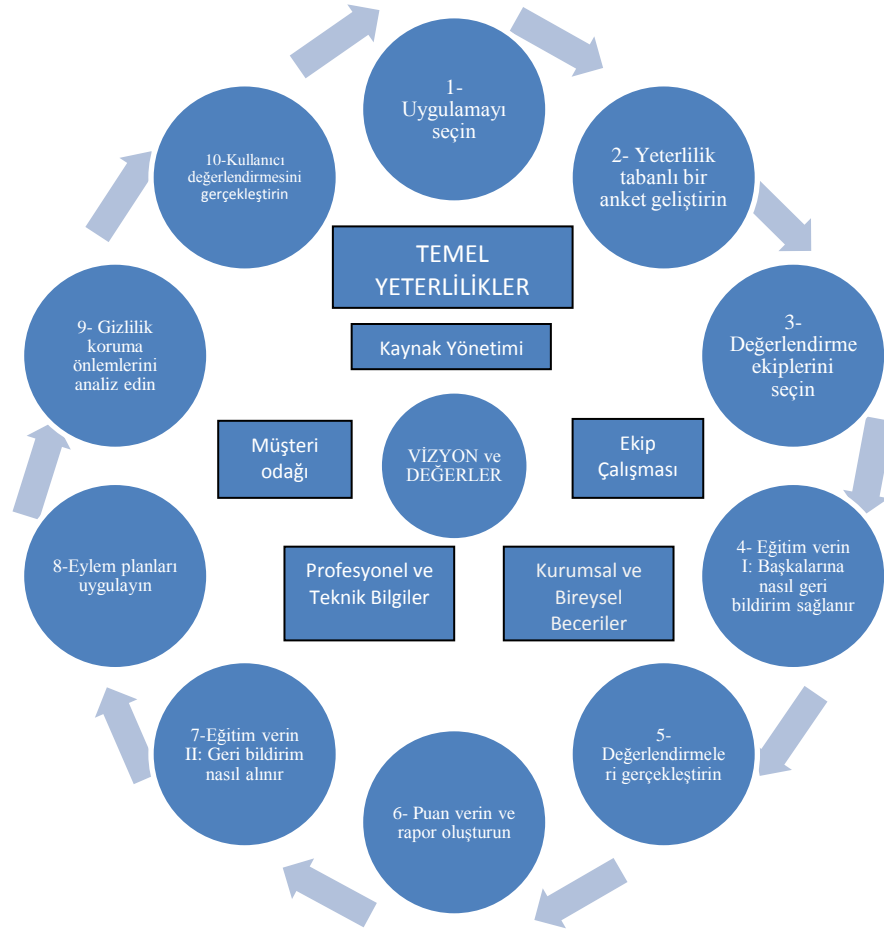 1-
Uygulamayı
seçin
2- Yeterlilik
tabanlı bir
anket geliştirin
3-
Değerlendirme
ekiplerini
seçin
4- Eğitim verin
I: Başkalarına
nasıl geri
bildirim sağlanır
5-
Değerlendirmele
ri gerçekleştirin
6- Puan verin ve
rapor oluşturun
7-Eğitim verin
II: Geri bildirim
nasıl alınır
8-Eylem planları
uygulayın
9- Gizlilik
koruma
önlemlerini
analiz edin
10-Kullanıcı
değerlendirmesini
gerçekleştirin
TEMEL
YETERLİLİKLER
Kaynak Yönetimi
Müşteri
odağı
VİZYON ve
DEĞERLER
Ekip
Çalışması
Profesyonel ve
Teknik Bilgiler
Kurumsal ve
Bireysel
Beceriler